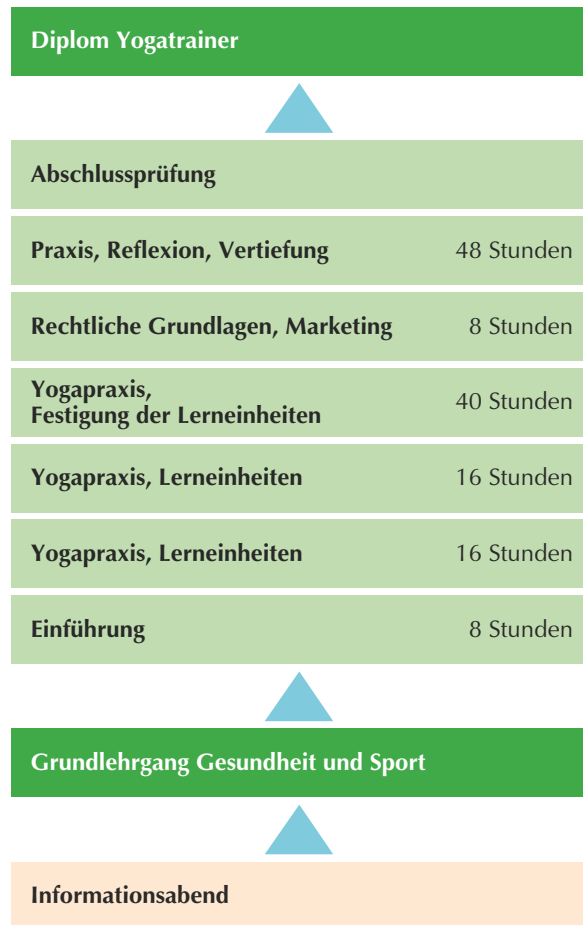 Diplom Yogatrainer
Abschlussprüfung
Praxis, Reflexion, Vertiefung 48 Stunden
Rechtliche Grundlagen, Marketing 8 Stunden
Yogapraxis,
Festigung der Lerneinheiten 40 Stunden
Yogapraxis, Lerneinheiten 16 Stunden
Yogapraxis, Lerneinheiten 16 Stunden
Einführung 8 Stunden
Grundlehrgang Gesundheit und Sport
Informationsabend